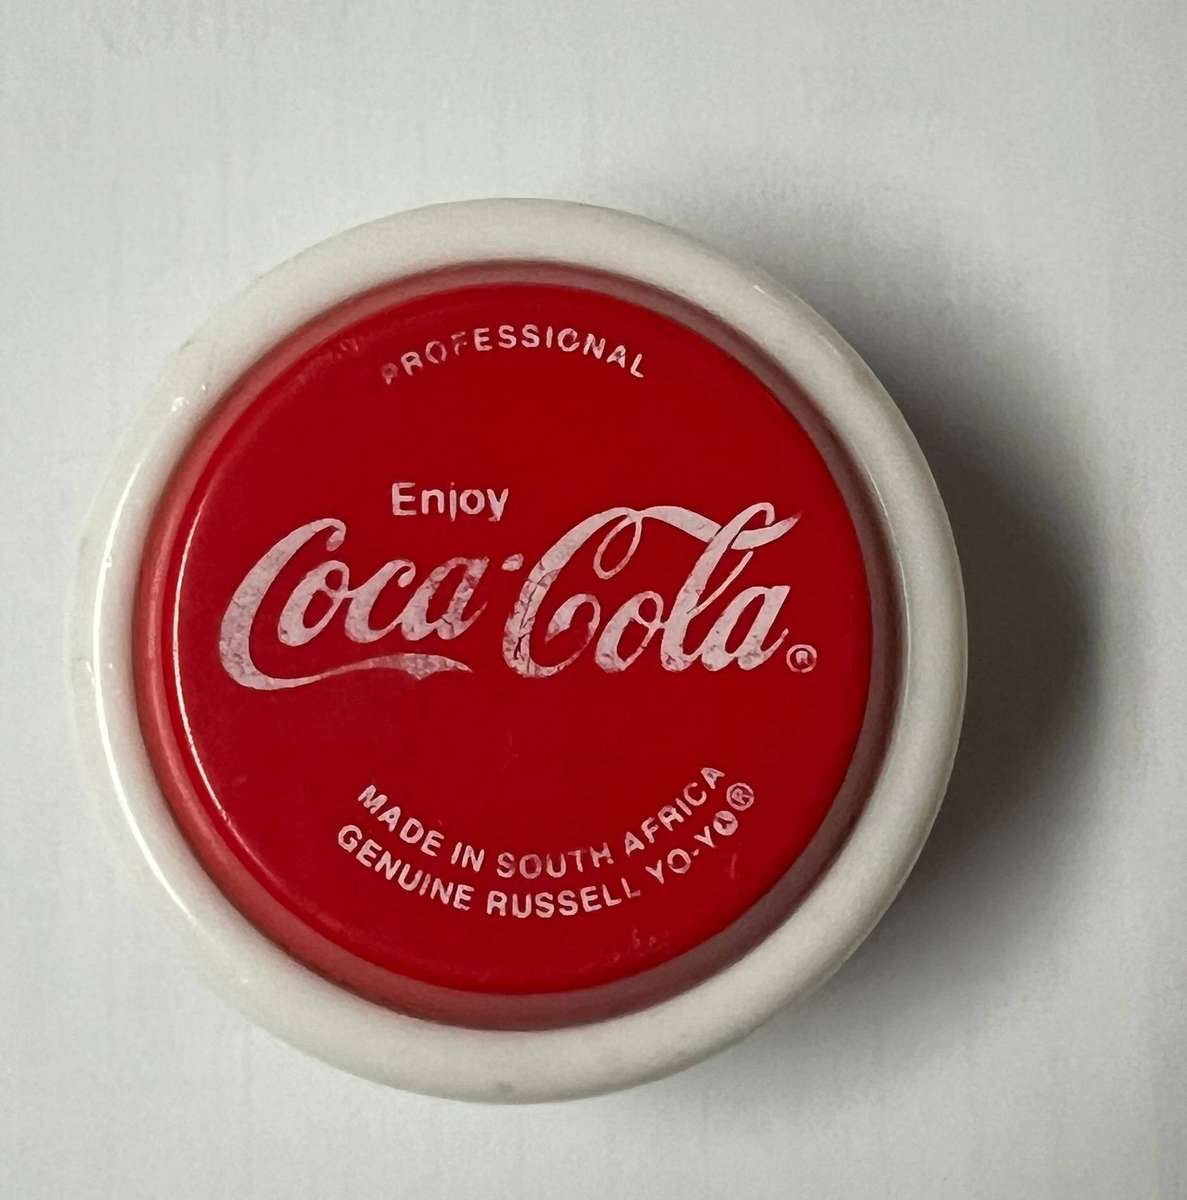 PROFESSIONAL
Enjoy
Coca-Cola®
MADE IN SOUTH AFRICA
GENUINE RUSSELL YO-YO®